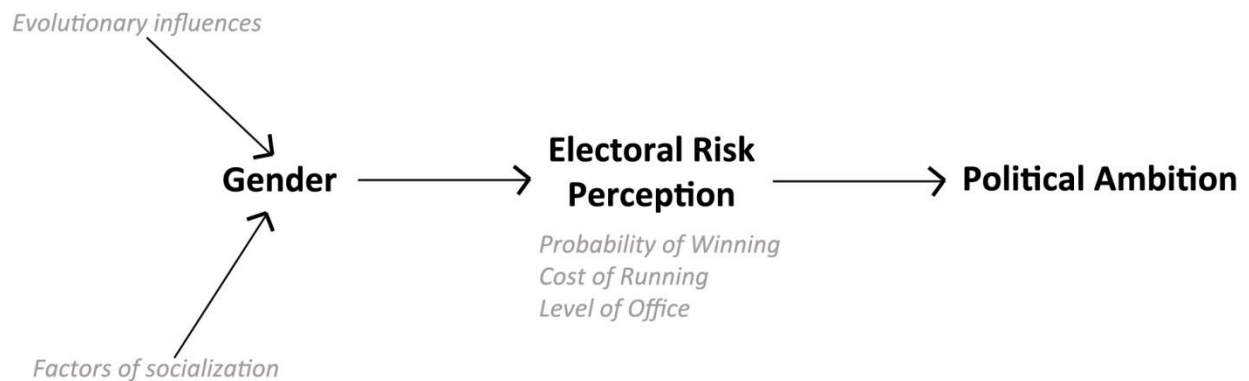 Evolutionary influences
Gender
Electoral Risk
Perception
Political Ambition
Probability of Winning
Cost of Running
Level of Office
Factors of socialization